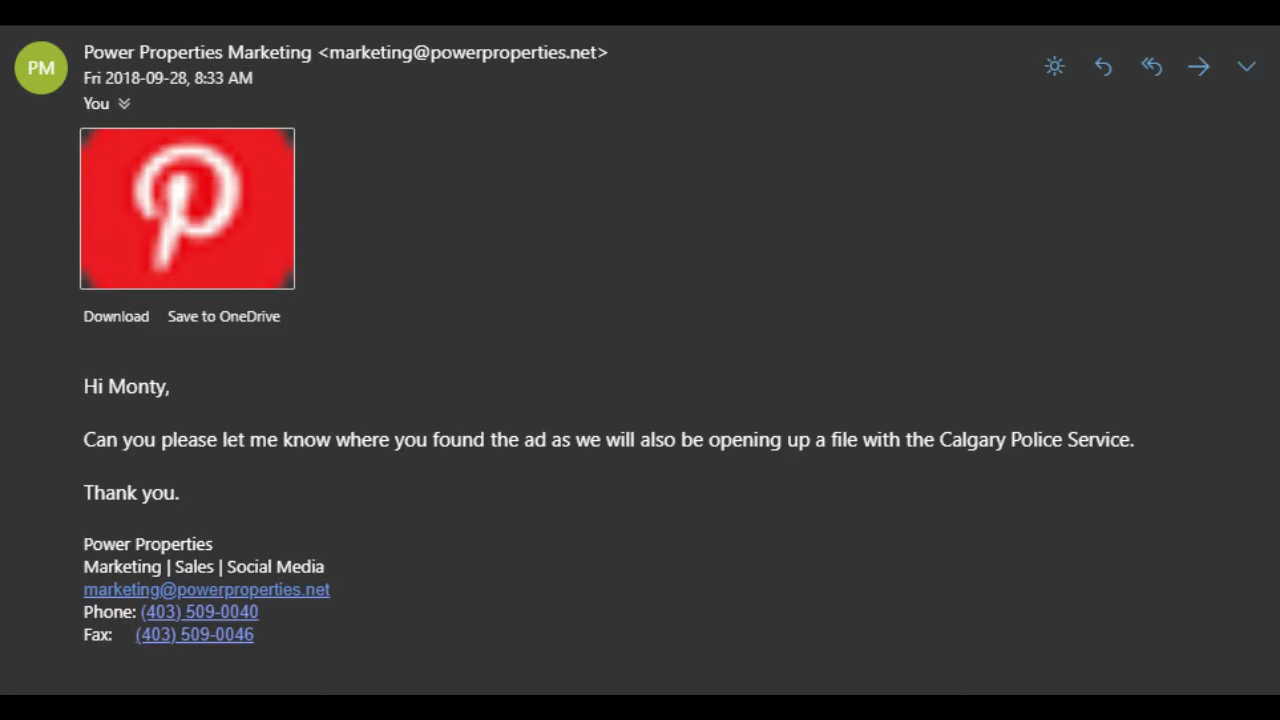 Power Properties Marketing <marketing@powerproperties.net>
PM
Fri 2018-09-28, 8:33 AM
You
Download Save to OneDrive
Hi Monty,
Can you please let me know where you found the ad as we will also be opening up a file with the Calgary Police Service.
Thank you.
Power Properties
Marketing | Sales | Social Media
marketing@powerproperties.net
Phone: (403) 509-0040
Fax: (403) 509-0046